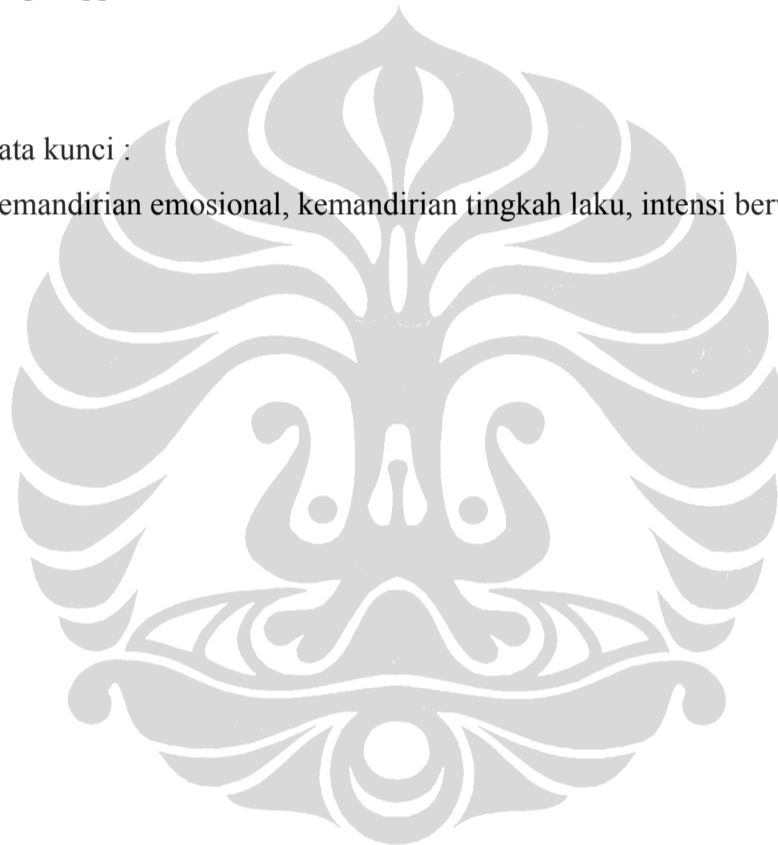 ata kunci :
emandirian emosional, kemandirian tingkah laku, intensi ber